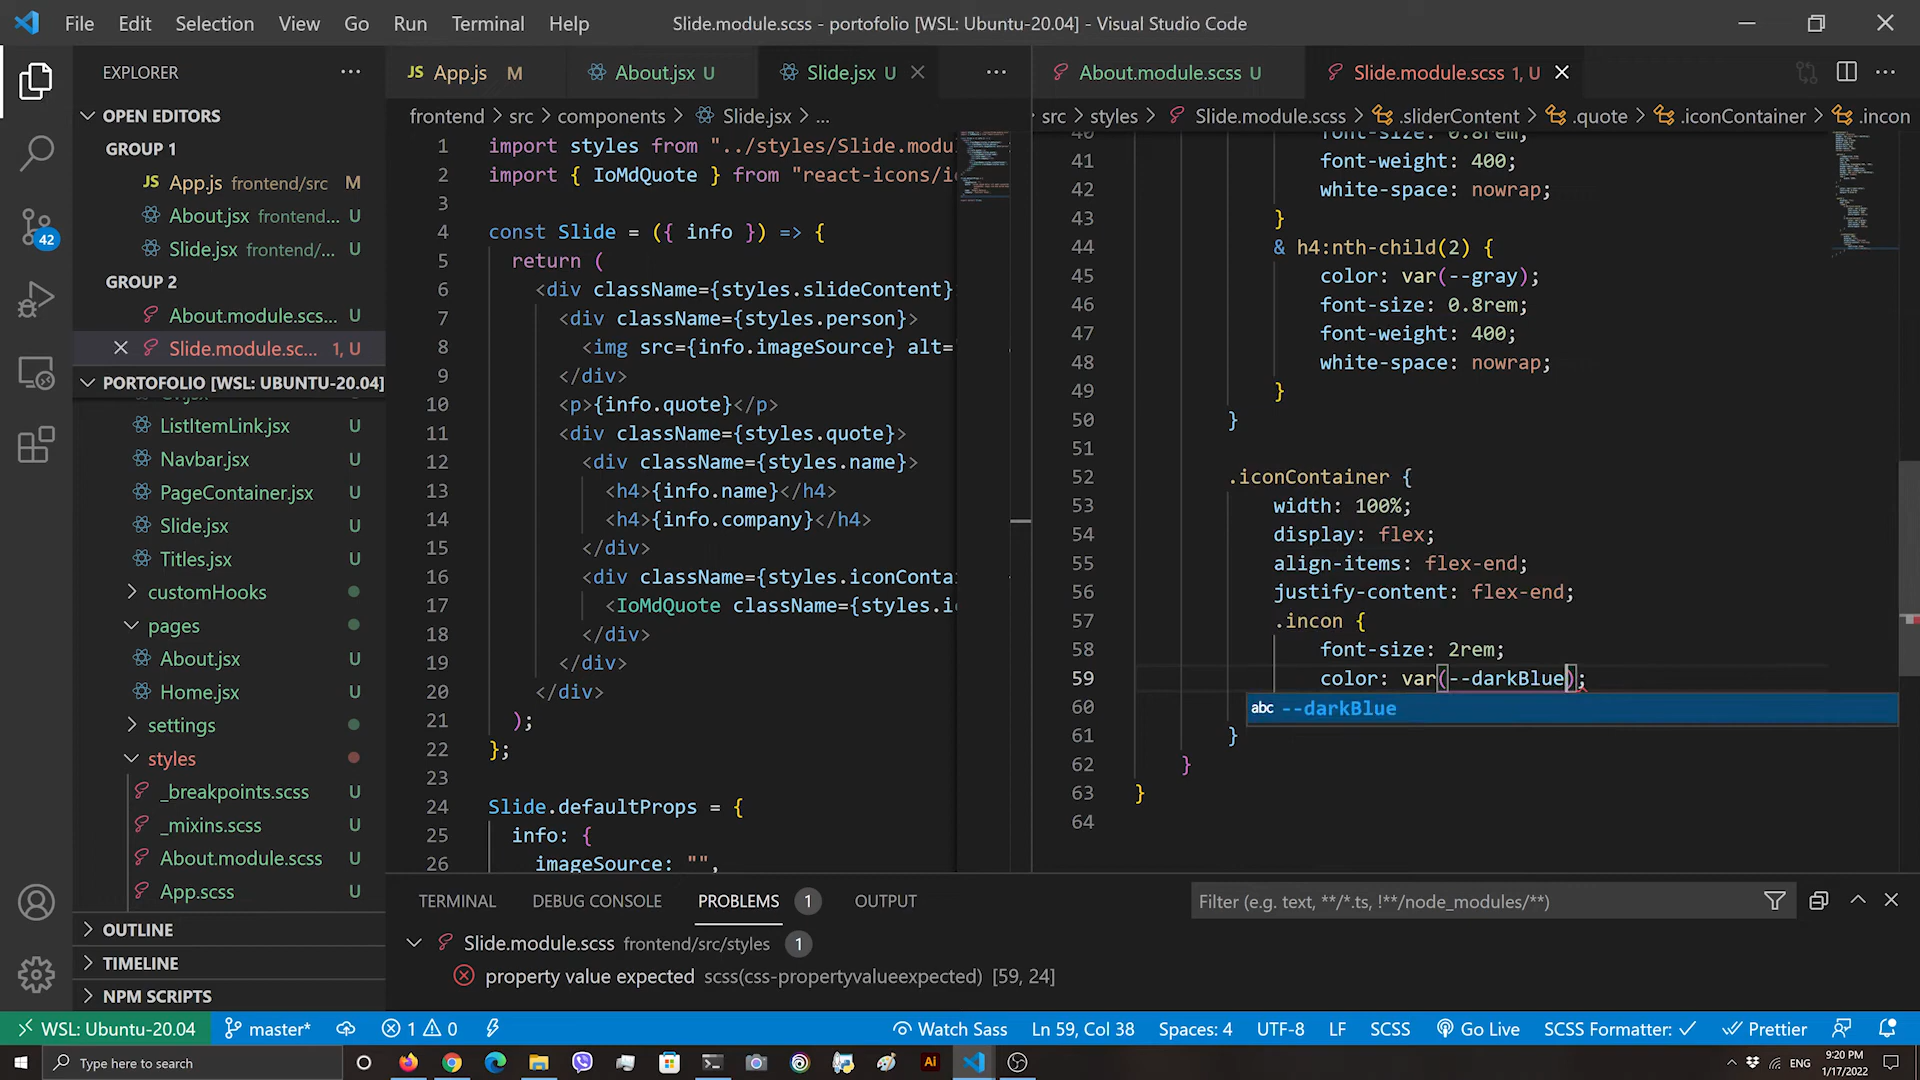 File Edit Selection View Go Run Terminal Help
Slide.module.scss - portofolio [WSL: Ubuntu-20.04] - Visual Studio Code
EXPLORER
OPEN EDITORS
GROUP 1
JS App.js frontend/src M
About.jsx frontend... U
Slide.jsx frontend/... U
GROUP 2
About.module.scs... U
Slide.module.sc... 1, U
PORTOFOLIO [WSL: UBUNTU-20.04]
ListItemLink.jsx U
Navbar.jsx U
PageContainer.jsx U
Slide.jsx U
Titles.jsx U
customHooks
pages
About.jsx U
Home.jsx U
settings
styles
_breakpoints.scss U
_mixins.scss U
About.module.scss U
App.scss U
OUTLINE
TIMELINE
NPM SCRIPTS
42
JS App.js M
About.jsx U
Slide.jsx U
frontend > src > components > Slide.jsx > ...
1 import styles from "../styles/Slide.modu
2 import { IoMdQuote } from "react-icons/i
3
4 const Slide = ({ info }) => {
5 return (
6 <div className={styles.slideContent}
7 <div className={styles.person}>
8 <img src={info.imageSource} alt=
9 </div>
10 <p>{info.quote}</p>
11 <div className={styles.quote}>
12 <div className={styles.name}>
13 <h4>{info.name}</h4>
14 <h4>{info.company}</h4>
15 </div>
16 <div className={styles.iconConta
17 <IoMdQuote className={styles.i
18 </div>
19 </div>
20 </div>
21 );
22 };
23
24 Slide.defaultProps = {
25 info: {
26 imageSource: "",
About.module.scss U
Slide.module.scss 1, U
src > styles > Slide.module.scss > .sliderContent > .quote > .iconContainer > .incon
40 font-size: 0.8rem;
41 font-weight: 400;
42 white-space: nowrap;
43 }
44 & h4:nth-child(2) {
45 color: var(--gray);
46 font-size: 0.8rem;
47 font-weight: 400;
48 white-space: nowrap;
49 }
50 }
51
52 .iconContainer {
53 width: 100%;
54 display: flex;
55 align-items: flex-end;
56 justify-content: flex-end;
57 .incon {
58 font-size: 2rem;
59 color: var(--darkBlue);
60 abc --darkBlue
61 }
62 }
63 }
64
TERMINAL DEBUG CONSOLE PROBLEMS 1 OUTPUT
Filter (e.g. text, **/*.ts, !**/node_modules/**)
Slide.module.scss frontend/src/styles 1
property value expected scss(css-propertyvalueexpected) [59, 24]
WSL: Ubuntu-20.04 master* 1 0 Watch Sass Ln 59, Col 38 Spaces: 4 UTF-8 LF SCSS Go Live SCSS Formatter: ✓ Prettier
Type here to search
Ai
ENG
9:20 PM
1/17/2022